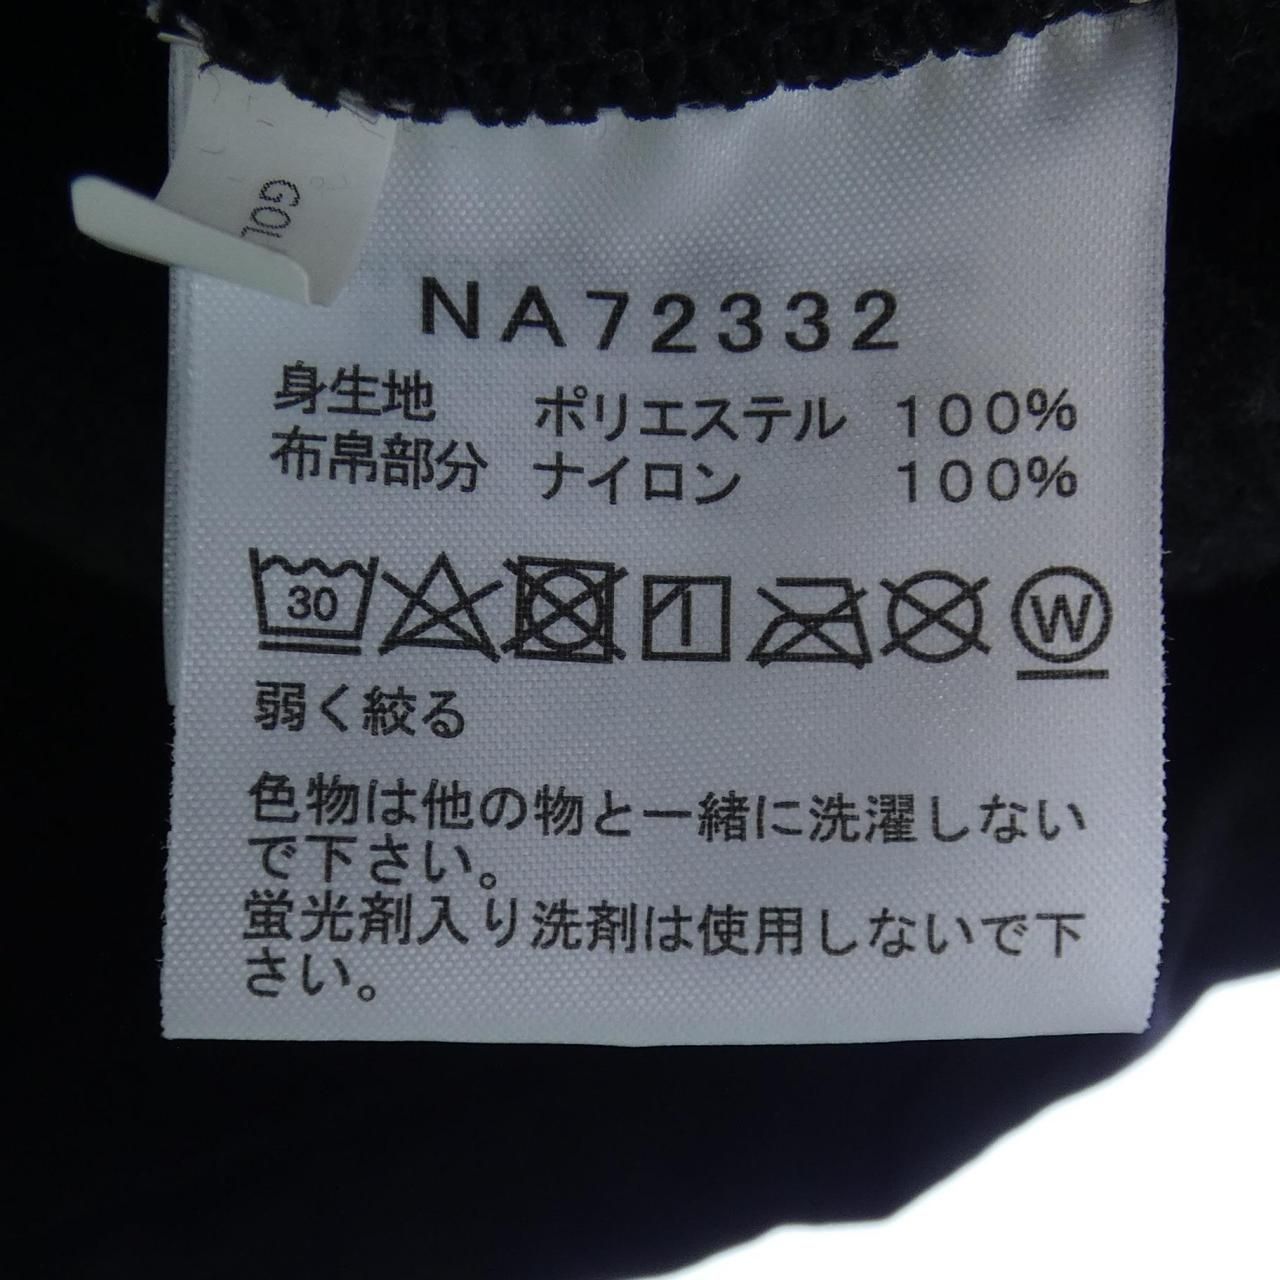 GOL
NA72332
身生地 ポリエステル 100%
布帛部分 ナイロン 100%
30
W
弱く絞る
色物は他の物と一緒に洗濯しない
で下さい。
蛍光剤入り洗剤は使用しないで下
さい。